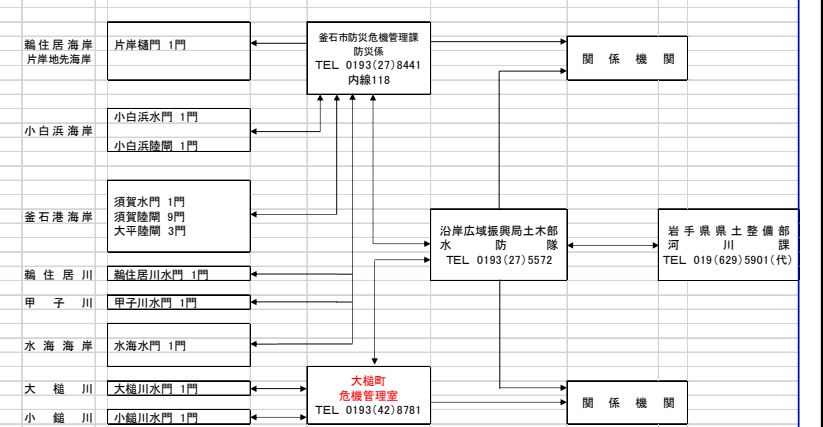 鵜住居海岸
片岸地先海岸
片岸樋門 1門
釜石市防災危機管理課
防災係
TEL 0193(27)8441
内線118
関係機関
小白浜海岸
小白浜水門 1門
小白浜陸閘 1門
釜石港海岸
須賀水門 1門
須賀陸閘 9門
大平陸閘 3門
沿岸広域振興局土木部
水防隊
TEL 0193(27)5572
岩手県県土整備部
河川課
TEL 019(629)5901(代)
鵜住居川
鵜住居川水門 1門
甲子川
甲子川水門 1門
水海海岸
水海水門 1門
大槌川
大槌川水門 1門
大槌町
危機管理室
TEL 0193(42)8781
関係機関
小鎚川
小鎚川水門 1門